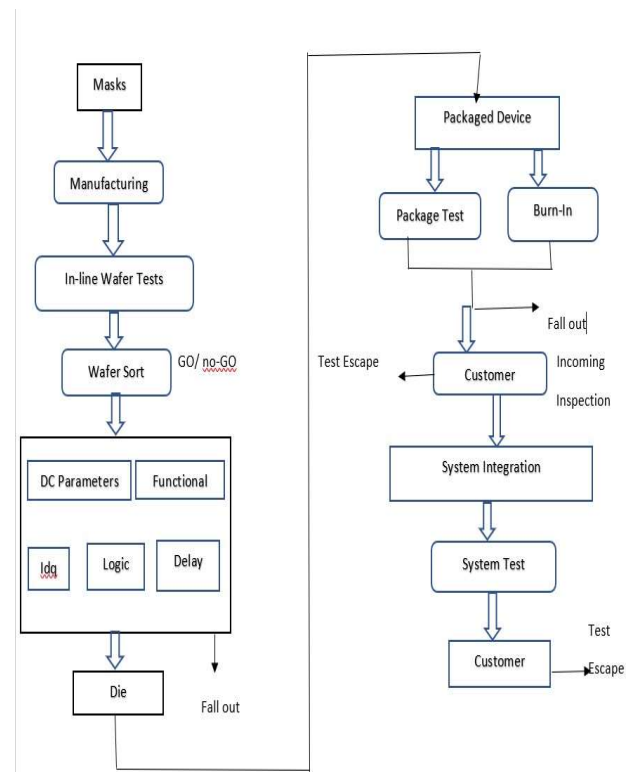 Masks
Manufacturing
In-line Wafer Tests
Wafer Sort
GO/ no-GO
DC Parameters
Functional
Idq
Logic
Delay
Die
Fall out
Packaged Device
Package Test
Burn-In
Fall out
Test Escape
Customer
Incoming
Inspection
System Integration
System Test
Customer
Test
Escape